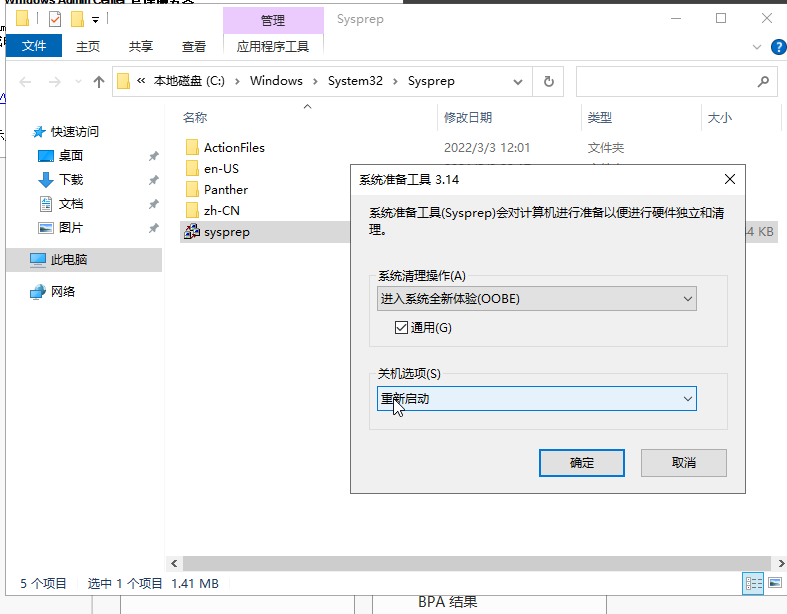 Windows Admin Center
管理
Sysprep
文件
主页
共享
查看
应用程序工具
« 本地磁盘 (C:) › Windows › System32 › Sysprep
名称
修改日期
类型
大小
快速访问
桌面
下载
文档
图片
此电脑
网络
ActionFiles
2022/3/3 12:01
文件夹
en-US
Panther
zh-CN
sysprep
4 KB
系统准备工具 3.14
系统准备工具(Sysprep)会对计算机进行准备以便进行硬件独立和清
理。
系统清理操作(A)
进入系统全新体验(OOBE)
通用(G)
关机选项(S)
重新启动
确定
取消
5 个项目
选中 1 个项目 1.41 MB
BPA 结果